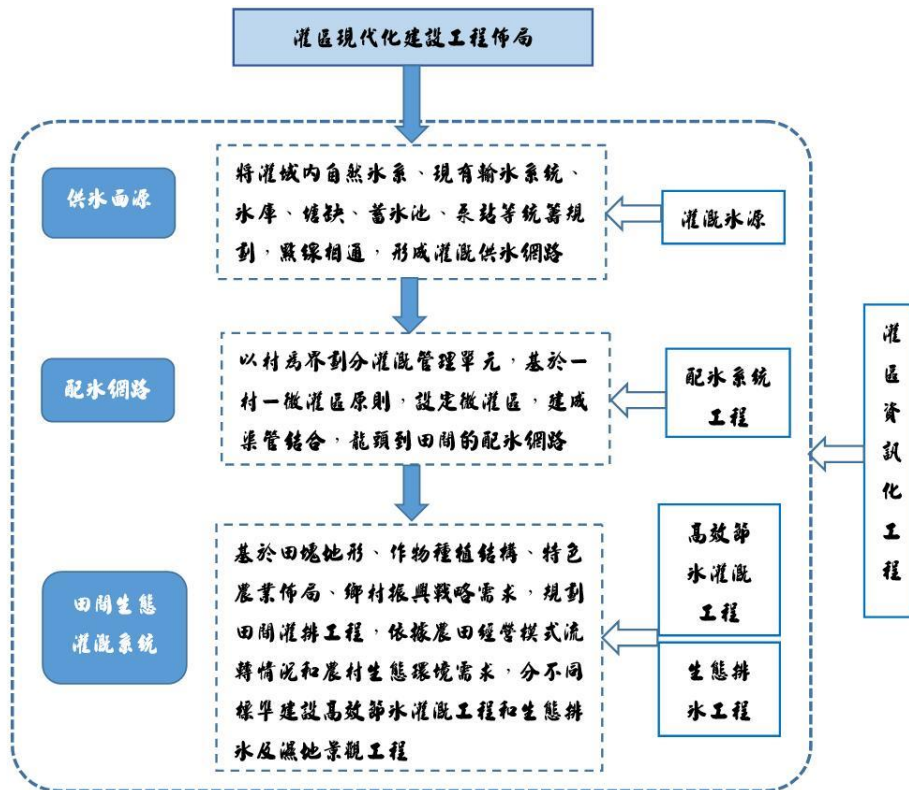 灌區現代化建設工程佈局
供水面源
將灌域內自然水系、現有輸水系統、
水庫、塘缺、蓄水池、泵站等統籌規
劃，點線相通，形成灌溉供水網路
灌溉水源
配水網路
以村為界劃分灌溉管理單元，基於一
村一微灌區原則，設定微灌區，建成
渠管結合，龍頭到田間的配水網路
配水系統
工程
田間生態
灌溉系統
基於田塊地形、作物種植結構、特色
農業佈局、鄉村振興戰略需求，規劃
田間灌排工程，依據農田經營模式流
轉情況和農村生態環境需求，分不同
標準建設高效節水灌溉工程和生態排
水及濕地景觀工程
高效節
水灌溉
工程
生態排
水工程
灌區資訊化工程